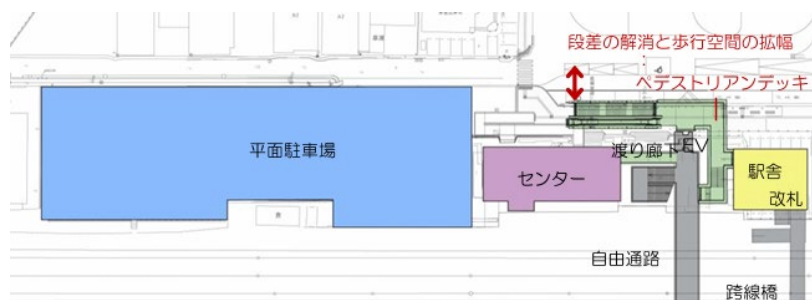 段差の解消と歩行空間の拡幅
ペデストリアンデッキ
平面駐車場
渡り廊下
EV
センター
駅舎
改札
自由通路
跨線橋